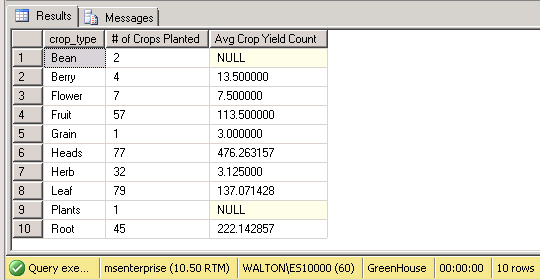 Results Messages
crop_type # of Crops Planted Avg Crop Yield Count
1 Bean 2 NULL
2 Berry 4 13.500000
3 Flower 7 7.500000
4 Fruit 57 113.500000
5 Grain 1 3.000000
6 Heads 77 476.263157
7 Herb 32 3.125000
8 Leaf 79 137.071428
9 Plants 1 NULL
10 Root 45 222.142857
Query exe... msenterprise (10.50 RTM) WALTON\ES10000 (60) GreenHouse 00:00:00 10 rows